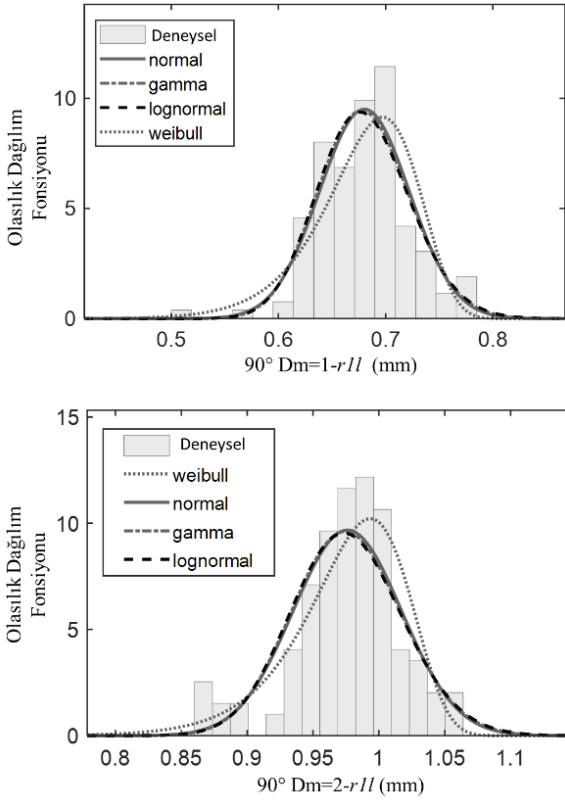 Deneysel
normal
gamma
lognormal
weibull
10
5
0
Olasılık Dağılım
Fonsiyonu
0.5 0.6 0.7 0.8
90° Dm=1-r1l (mm)
15
10
5
0
Deneysel
weibull
normal
gamma
lognormal
Olasılık Dağılım
Fonsiyonu
0.8 0.85 0.9 0.95 1 1.05 1.1
90° Dm=2-r1l (mm)